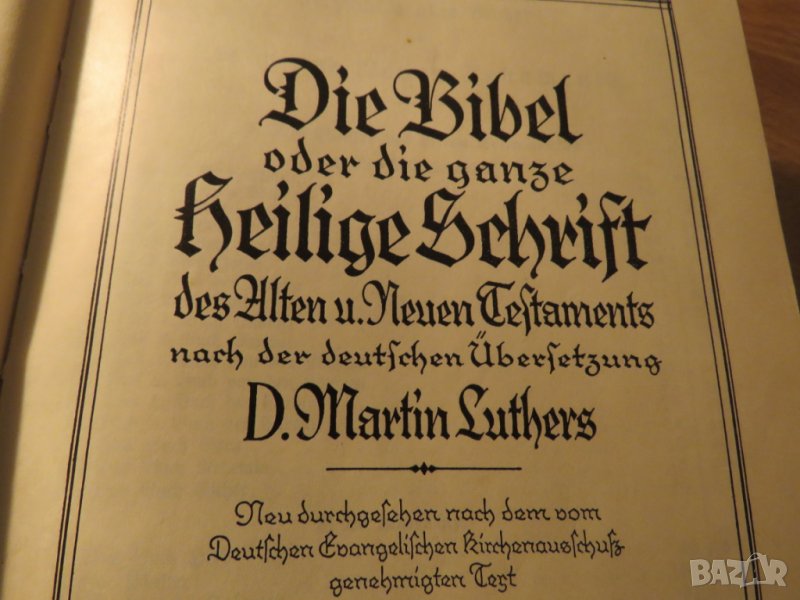 Die Bibel
oder die ganze
Heilige Schrift
des Alten u. Neuen Testaments
nach der deutschen Übersetzung
D. Martin Luthers
Neu durchgesehen nach dem vom
Deutschen Evangelischen Kirchenausschuß
genehmigten Text
BAZAR